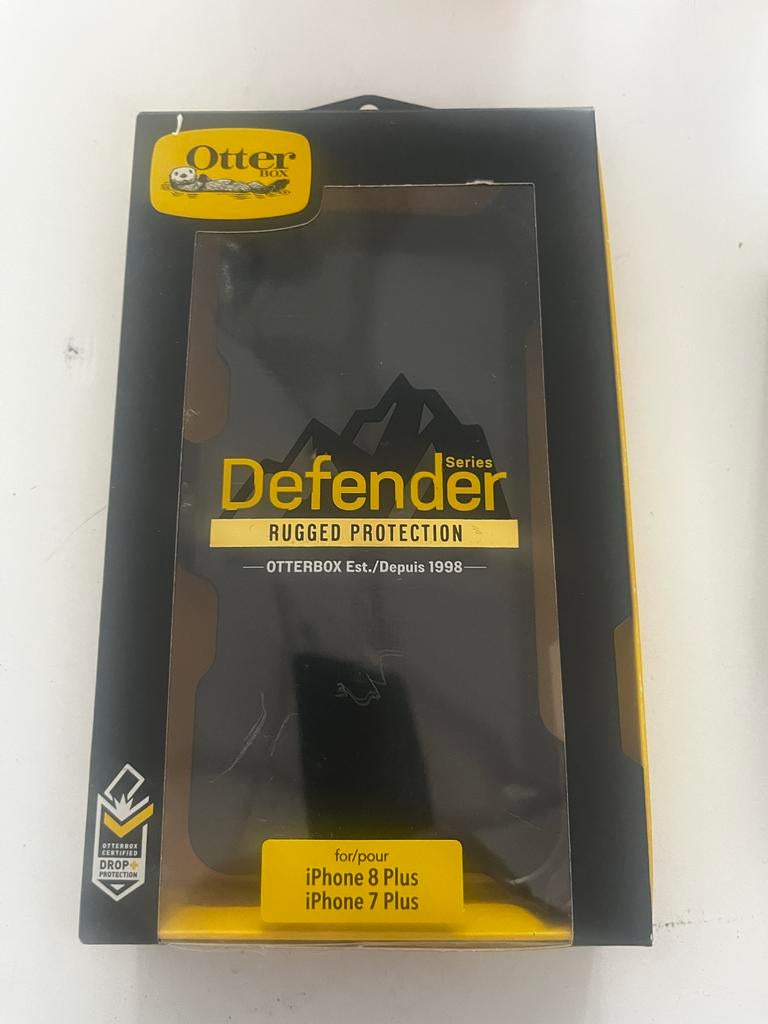 Otter
BOX
Series
Defender
RUGGED PROTECTION
OTTERBOX Est./Depuis 1998
OTTERBOX
CERTIFIED
DROP+
PROTECTION
for/pour
iPhone 8 Plus
iPhone 7 Plus